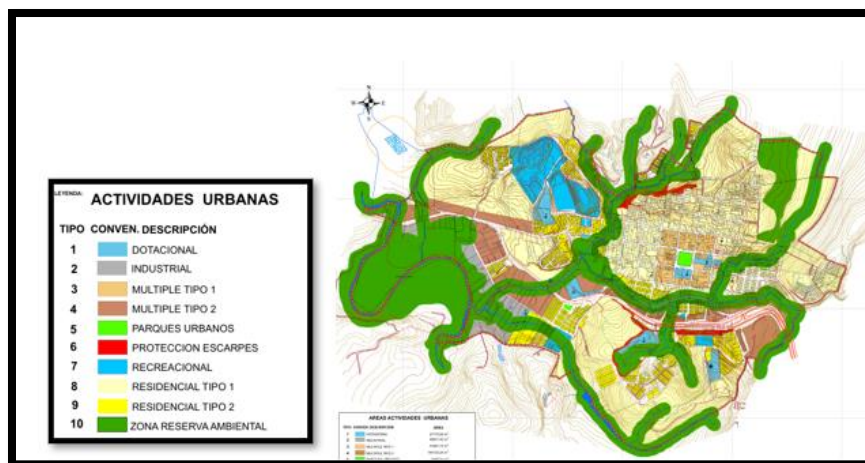 N
W E
S
LEYENDA:
ACTIVIDADES URBANAS
TIPO CONVEN. DESCRIPCIÓN
1 DOTACIONAL
2 INDUSTRIAL
3 MULTIPLE TIPO 1
4 MULTIPLE TIPO 2
5 PARQUES URBANOS
6 PROTECCION ESCARPES
7 RECREACIONAL
8 RESIDENCIAL TIPO 1
9 RESIDENCIAL TIPO 2
10 ZONA RESERVA AMBIENTAL
AREAS ACTIVIDADES URBANAS